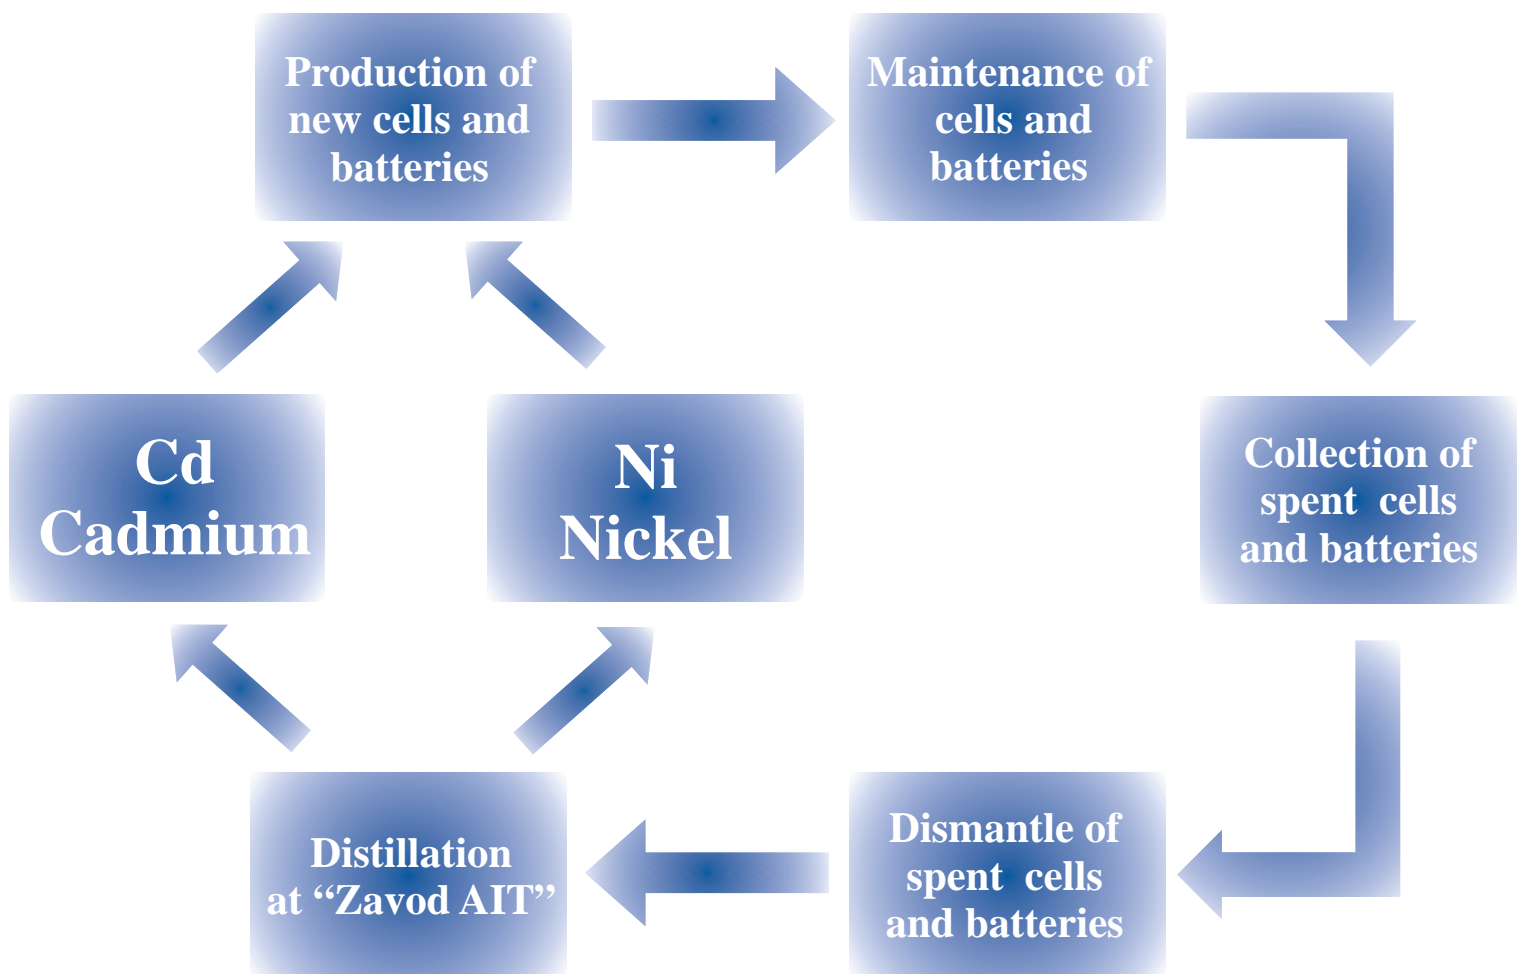 Production of
new cells and
batteries
Maintenance of
cells and
batteries
Cd
Cadmium
Ni
Nickel
Collection of
spent cells
and batteries
Distillation
at “Zavod AIT”
Dismantle of
spent cells
and batteries